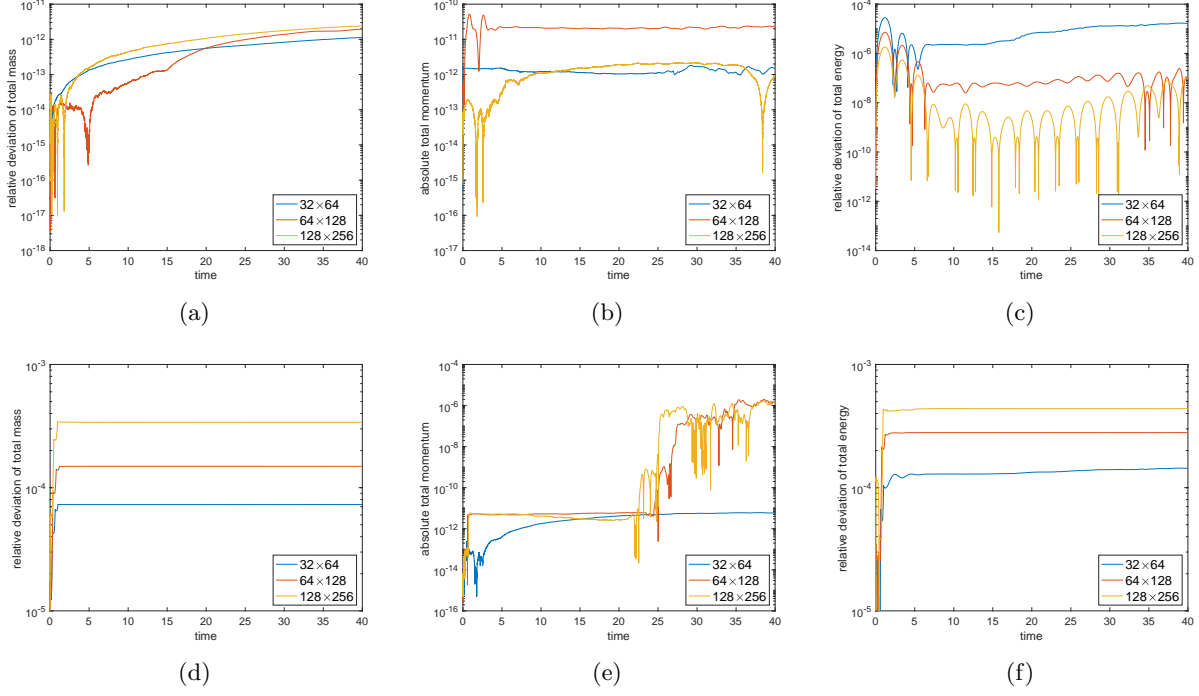 relative deviation of total mass
10^-11
10^-12
10^-13
10^-14
10^-15
10^-16
10^-17
10^-18
0 5 10 15 20 25 30 35 40
time
32×64
64×128
128×256
(a)
absolute total momentum
10^-10
10^-11
10^-12
10^-13
10^-14
10^-15
10^-16
10^-17
0 5 10 15 20 25 30 35 40
time
32×64
64×128
128×256
(b)
relative deviation of total energy
10^-4
10^-6
10^-8
10^-10
10^-12
10^-14
0 5 10 15 20 25 30 35 40
time
32×64
64×128
128×256
(c)
relative deviation of total mass
10^-3
10^-4
10^-5
0 5 10 15 20 25 30 35 40
time
32×64
64×128
128×256
(d)
absolute total momentum
10^-4
10^-6
10^-8
10^-10
10^-12
10^-14
10^-16
0 5 10 15 20 25 30 35 40
time
32×64
64×128
128×256
(e)
relative deviation of total energy
10^-3
10^-4
10^-5
0 5 10 15 20 25 30 35 40
time
32×64
64×128
128×256
(f)